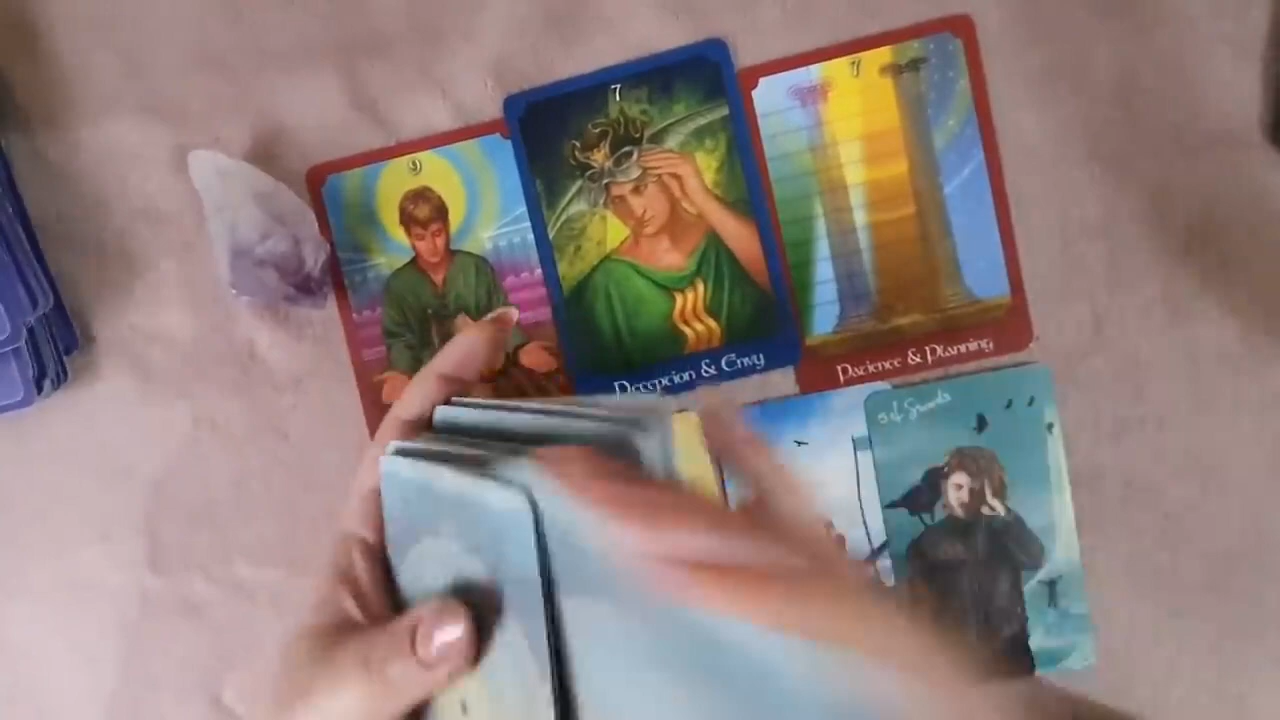 9
7
Deception & Envy
7
Patience & Planning
5 of Swords